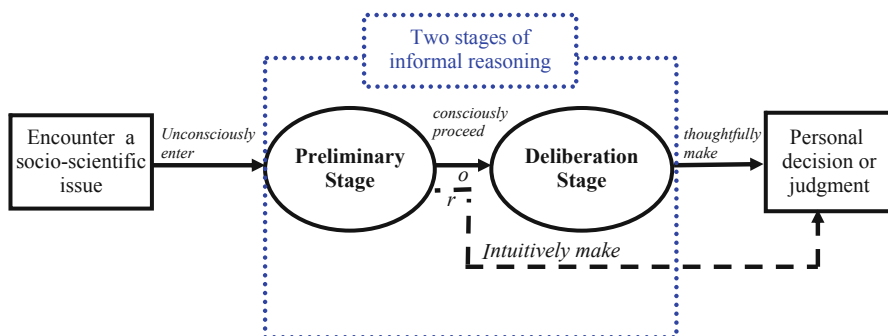 Two stages of
informal reasoning
Encounter a
socio-scientific
issue
Unconsciously
enter
Preliminary
Stage
consciously
proceed
o
r
Deliberation
Stage
thoughtfully
make
Personal
decision or
judgment
Intuitively make